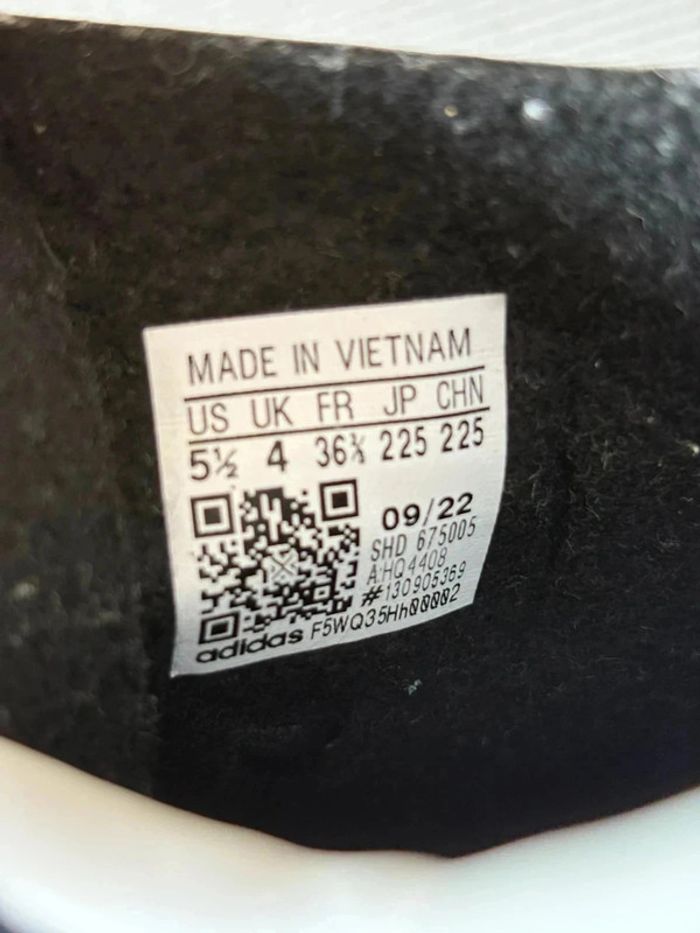 MADE IN VIETNAM
US UK FR JP CHN
5½ 4 36⅔ 225 225
09/22
SHD 675005
A:HQ4408
#130905369
adidas F5WQ35Hh00002